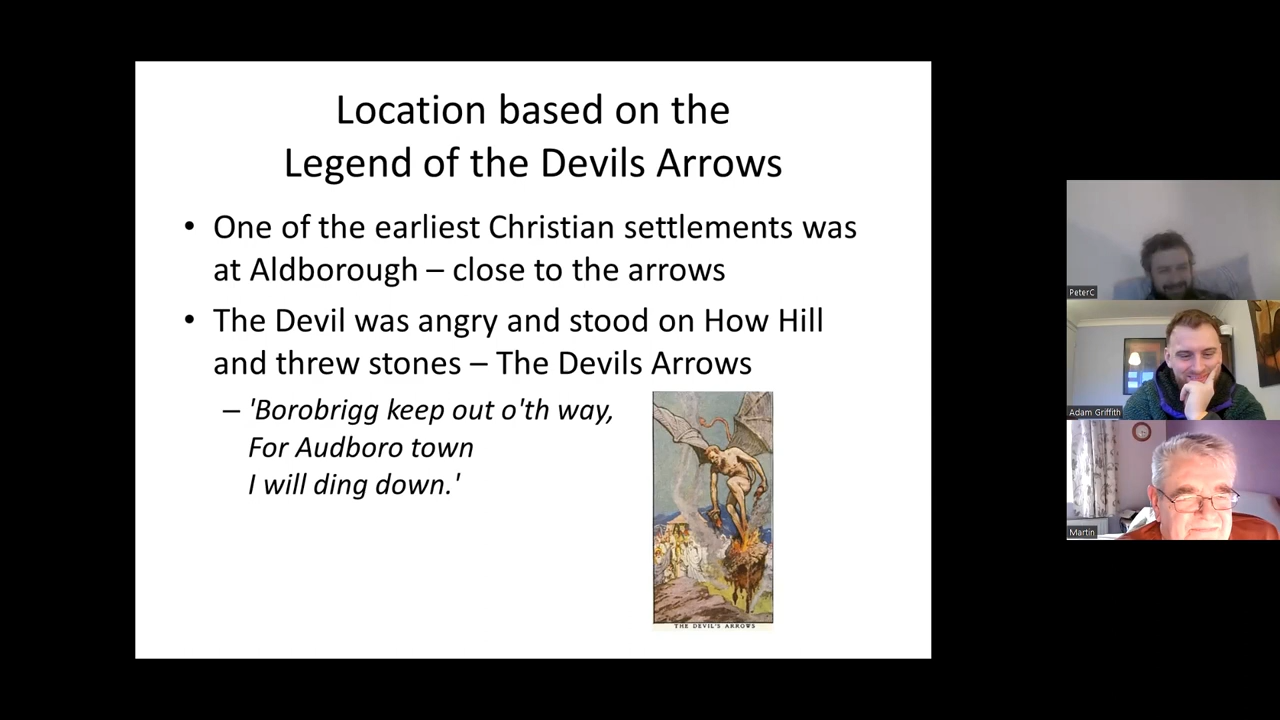 Location based on the
Legend of the Devils Arrows
• One of the earliest Christian settlements was
at Aldborough – close to the arrows
• The Devil was angry and stood on How Hill
and threw stones – The Devils Arrows
– 'Borobrigg keep out o'th way,
For Audboro town
I will ding down.'
THE DEVIL'S ARROWS
PeterC
Adam Griffith
Martin